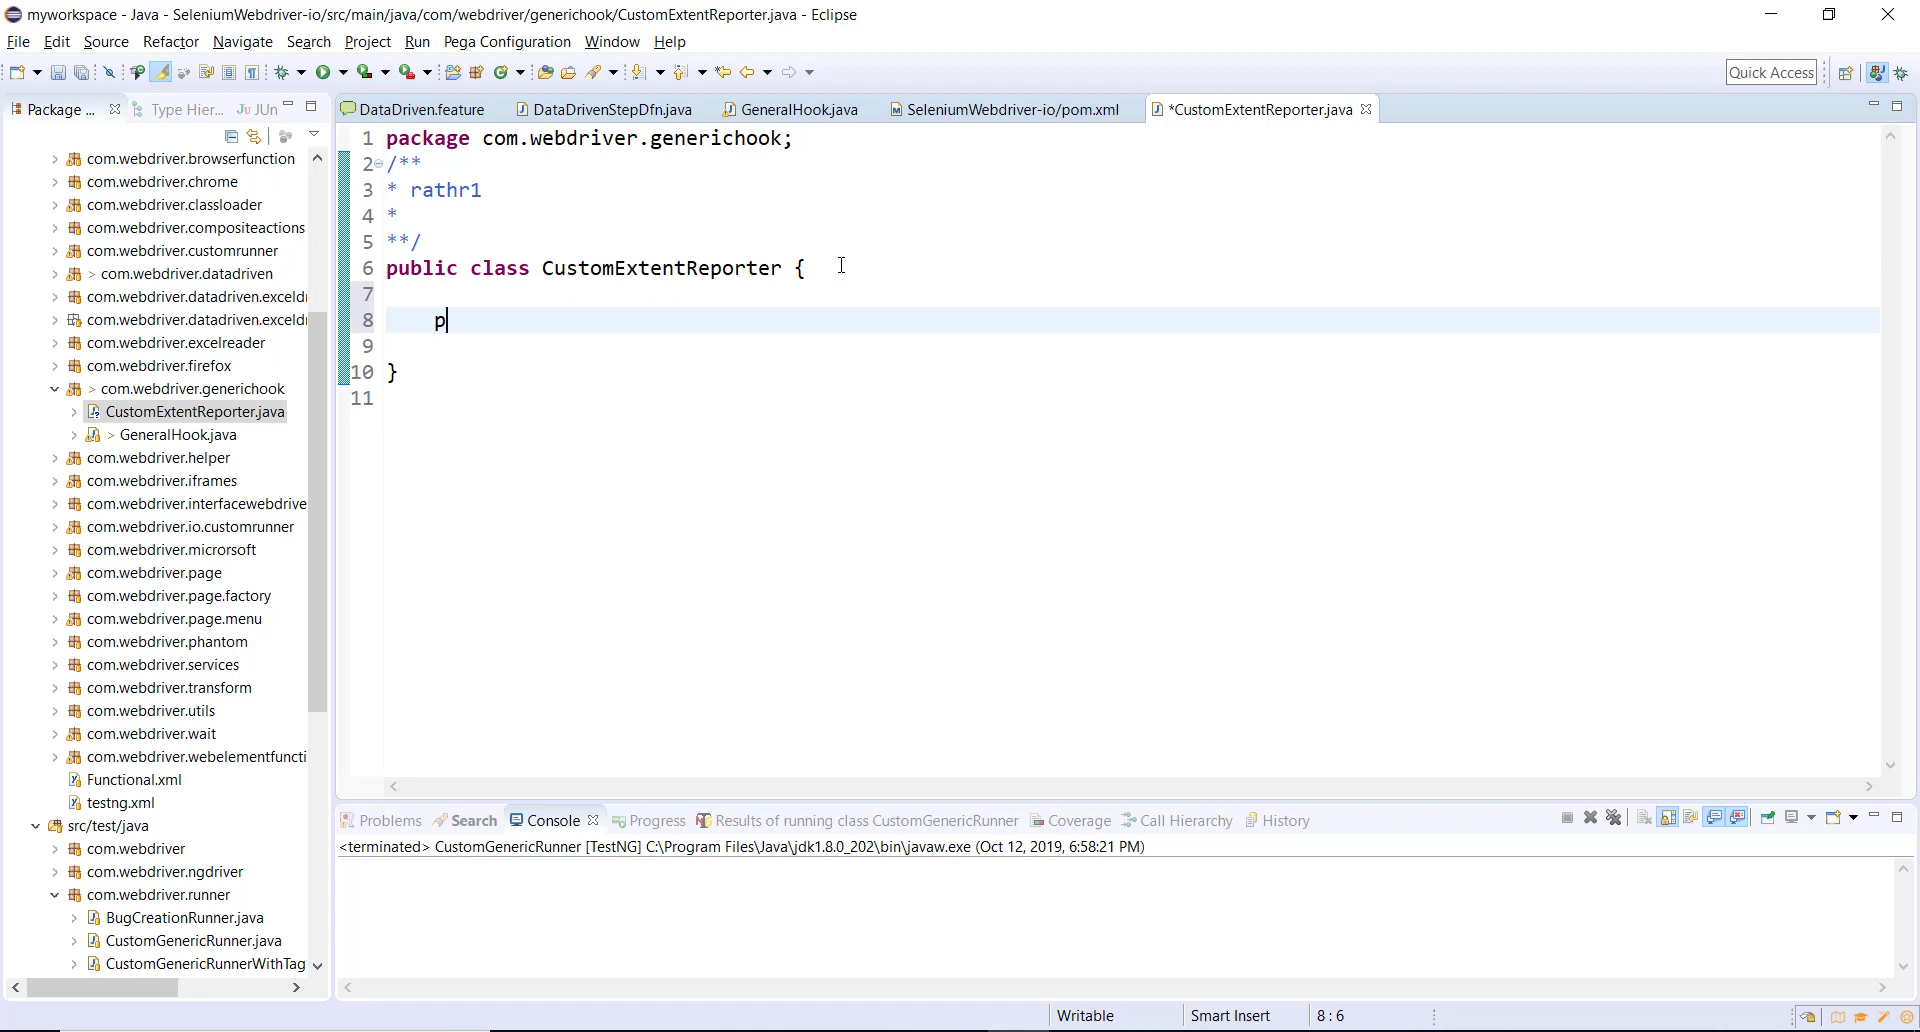 myworkspace - Java - SeleniumWebdriver-io/src/main/java/com/webdriver/generichook/CustomExtentReporter.java - Eclipse
File Edit Source Refactor Navigate Search Project Run Pega Configuration Window Help
Quick Access
Package ... Type Hier... JUn
DataDriven.feature DataDrivenStepDfn.java GeneralHook.java SeleniumWebdriver-io/pom.xml *CustomExtentReporter.java
com.webdriver.browserfunction
com.webdriver.chrome
com.webdriver.classloader
com.webdriver.compositeactions
com.webdriver.customrunner
> com.webdriver.datadriven
com.webdriver.datadriven.exceldr
com.webdriver.datadriven.exceldr
com.webdriver.excelreader
com.webdriver.firefox
> com.webdriver.generichook
CustomExtentReporter.java
> GeneralHook.java
com.webdriver.helper
com.webdriver.iframes
com.webdriver.interfacewebdrive
com.webdriver.io.customrunner
com.webdriver.microrsoft
com.webdriver.page
com.webdriver.page.factory
com.webdriver.page.menu
com.webdriver.phantom
com.webdriver.services
com.webdriver.transform
com.webdriver.utils
com.webdriver.wait
com.webdriver.webelementfuncti
Functional.xml
testng.xml
src/test/java
com.webdriver
com.webdriver.ngdriver
com.webdriver.runner
BugCreationRunner.java
CustomGenericRunner.java
CustomGenericRunnerWithTag
1 package com.webdriver.generichook;
2 /**
3 * rathr1
4 *
5 **/
6 public class CustomExtentReporter {
7
8 p
9
10 }
11
Problems Search Console Progress Results of running class CustomGenericRunner Coverage Call Hierarchy History
<terminated> CustomGenericRunner [TestNG] C:\Program Files\Java\jdk1.8.0_202\bin\javaw.exe (Oct 12, 2019, 6:58:21 PM)
Writable Smart Insert 8 : 6